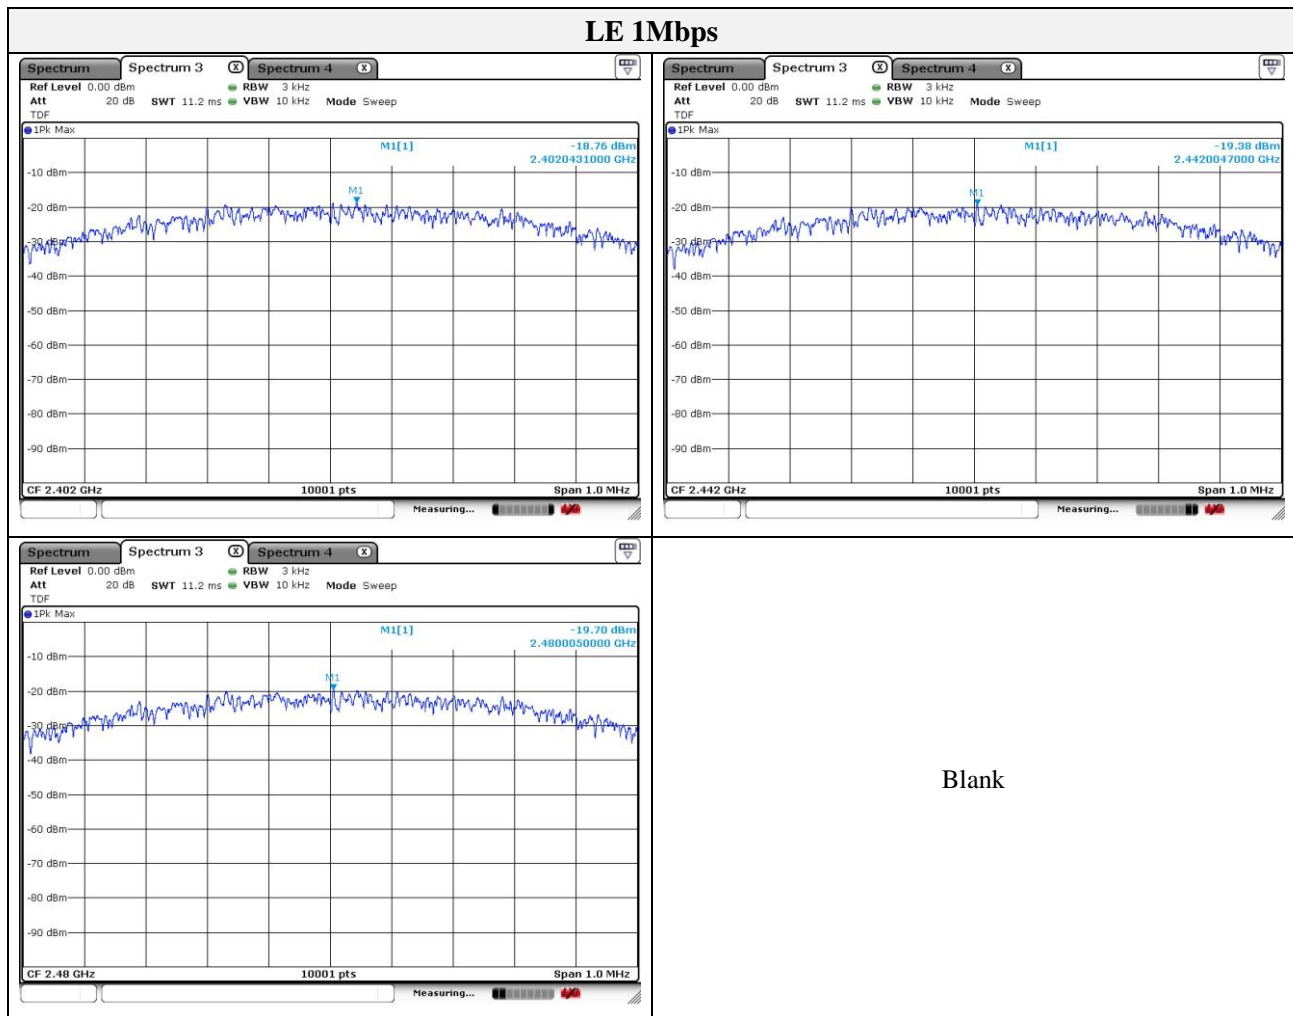 LE 1Mbps
Spectrum Spectrum 3 X Spectrum 4 X
Ref Level 0.00 dBm RBW 3 kHz
Att 20 dB SWT 11.2 ms VBW 10 kHz Mode Sweep
TDF
1Pk Max
M1[1] -18.76 dBm
2.4020431000 GHz
-10 dBm
M1
-20 dBm
-30 dBm
-40 dBm
-50 dBm
-60 dBm
-70 dBm
-80 dBm
-90 dBm
CF 2.402 GHz 10001 pts Span 1.0 MHz
Measuring...
Spectrum Spectrum 3 X Spectrum 4 X
Ref Level 0.00 dBm RBW 3 kHz
Att 20 dB SWT 11.2 ms VBW 10 kHz Mode Sweep
TDF
1Pk Max
M1[1] -19.38 dBm
2.4420047000 GHz
-10 dBm
M1
-20 dBm
-30 dBm
-40 dBm
-50 dBm
-60 dBm
-70 dBm
-80 dBm
-90 dBm
CF 2.442 GHz 10001 pts Span 1.0 MHz
Measuring...
Spectrum Spectrum 3 X Spectrum 4 X
Ref Level 0.00 dBm RBW 3 kHz
Att 20 dB SWT 11.2 ms VBW 10 kHz Mode Sweep
TDF
1Pk Max
M1[1] -19.70 dBm
2.4800050000 GHz
-10 dBm
M1
-20 dBm
-30 dBm
-40 dBm
-50 dBm
-60 dBm
-70 dBm
-80 dBm
-90 dBm
CF 2.48 GHz 10001 pts Span 1.0 MHz
Measuring...
Blank